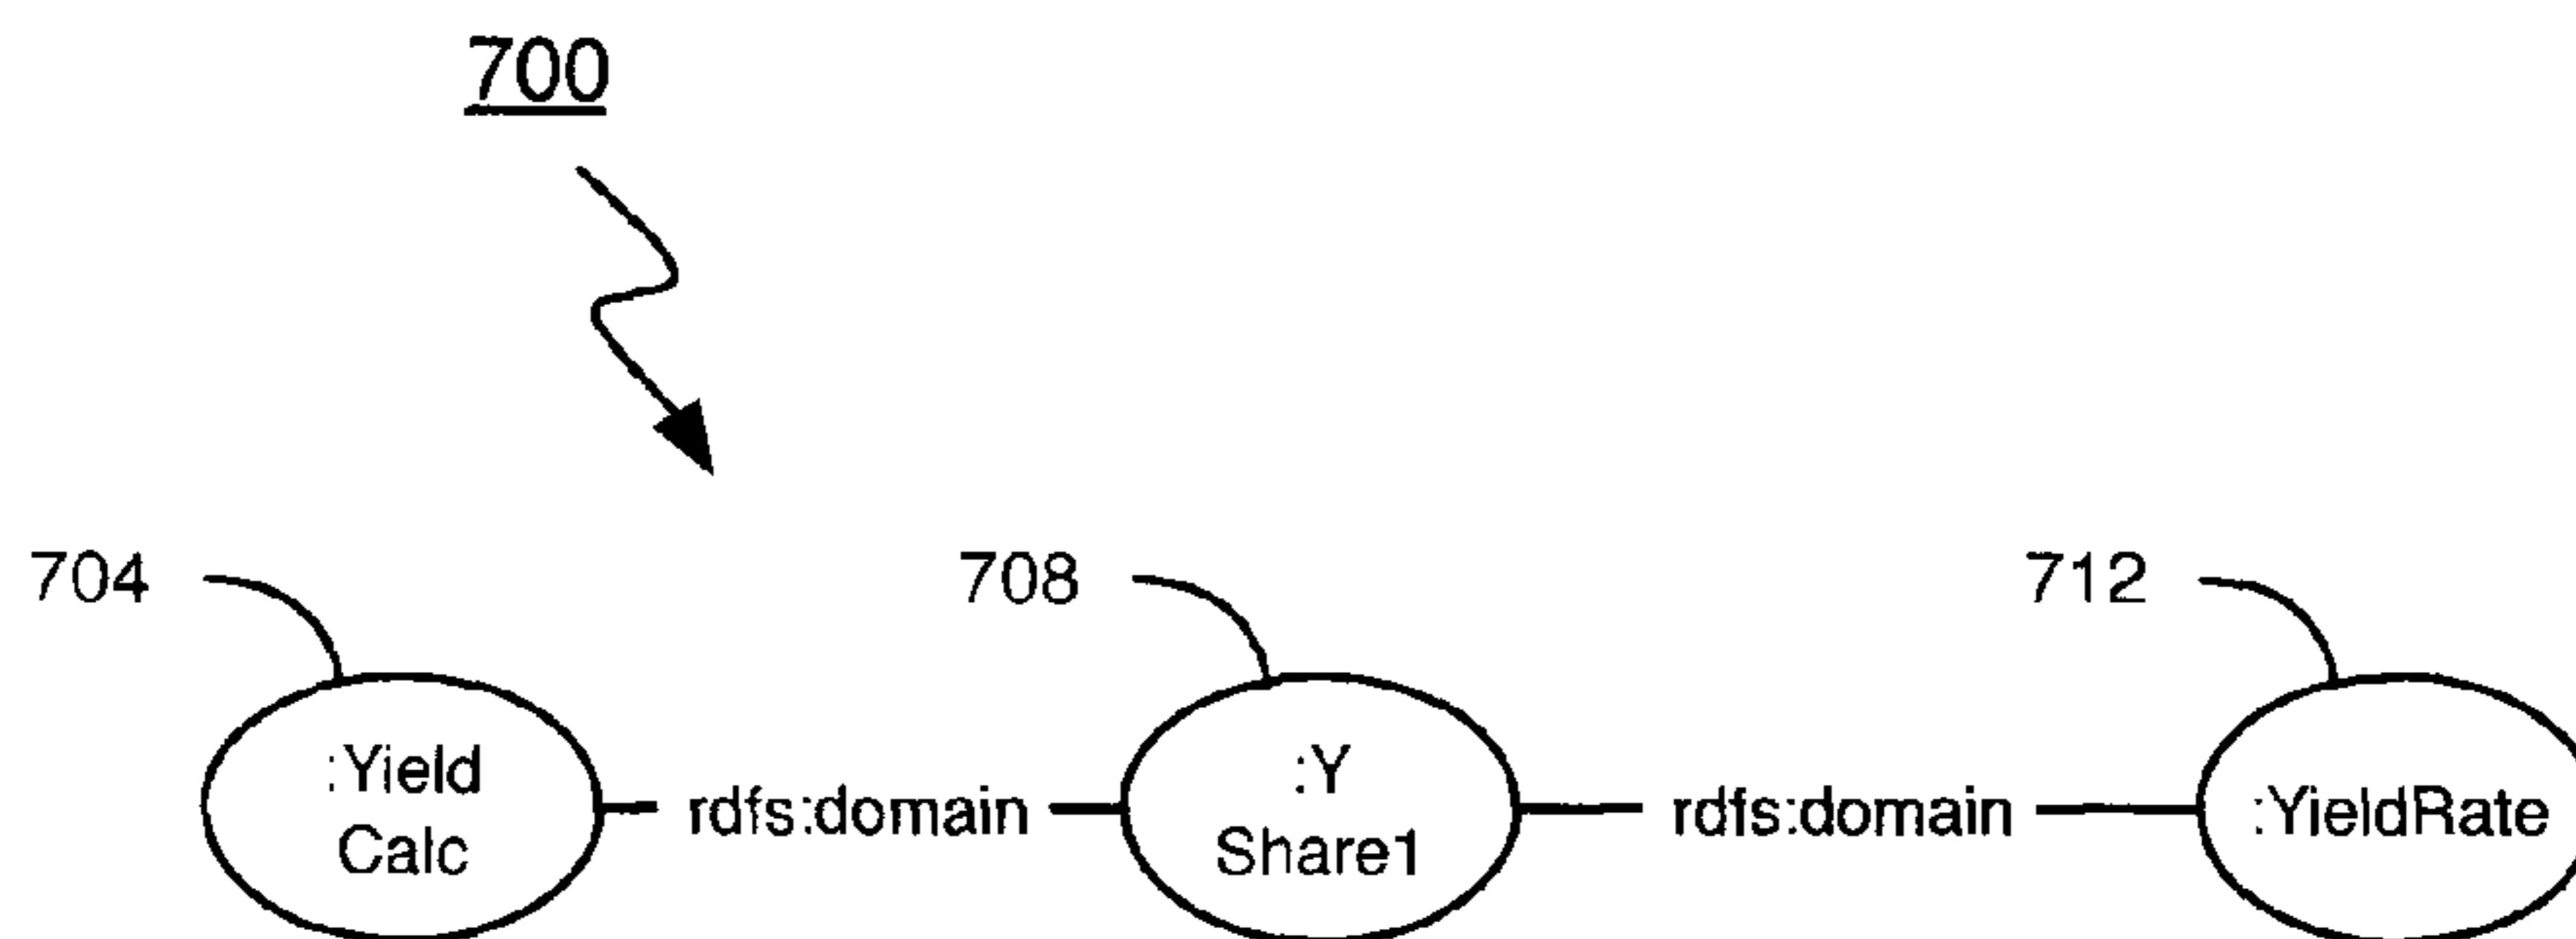 700
704
708
712
:Yield
Calc
rdfs:domain
:Y
Share1
rdfs:domain
:YieldRate